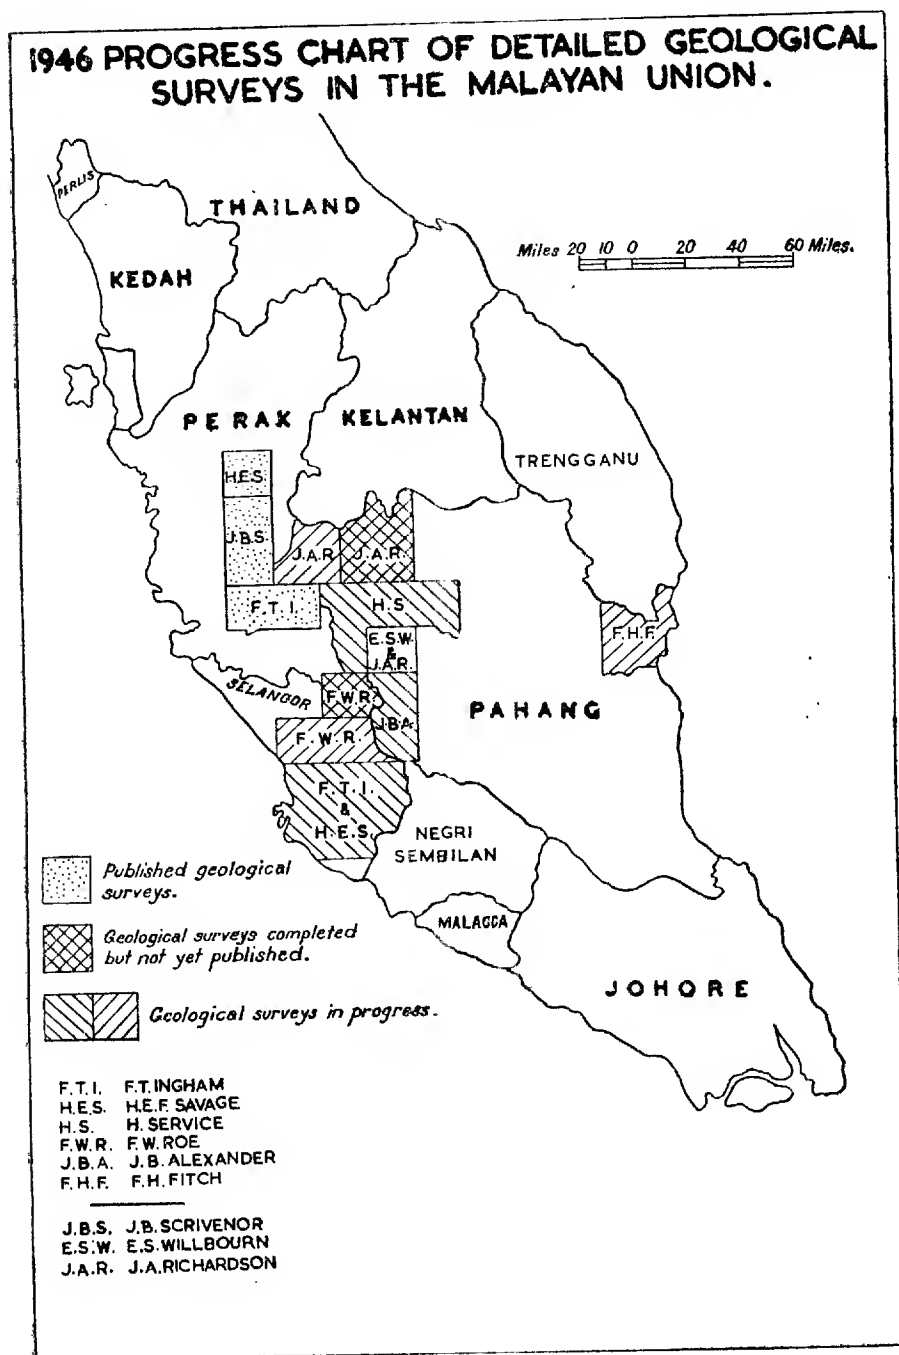 1946 PROGRESS CHART OF DETAILED GEOLOGICAL
SURVEYS IN THE MALAYAN UNION.
PERLIS
THAILAND
Miles 20 10 0 20 40 60 Miles.
KEDAH
PERAK
KELANTAN
TRENGGANU
H.E.S.
J.B.S.
J.A.R.
J.A.R.
F.T.I.
H.S.
F.H.F.
E.S.W.
&
J.A.R.
SELANGOR
F.W.R.
PAHANG
J.B.A.
F.W.R.
F.T.I.
&
H.E.S.
NEGRI
SEMBILAN
MALACCA
JOHORE
Published geological
surveys.
Geological surveys completed
but not yet published.
Geological surveys in progress.
F.T.I. F.T. INGHAM
H.E.S. H.E.F. SAVAGE
H.S. H. SERVICE
F.W.R. F.W. ROE
J.B.A. J.B. ALEXANDER
F.H.F. F.H. FITCH
J.B.S. J.B. SCRIVENOR
E.S.W. E.S. WILLBOURN
J.A.R. J.A. RICHARDSON